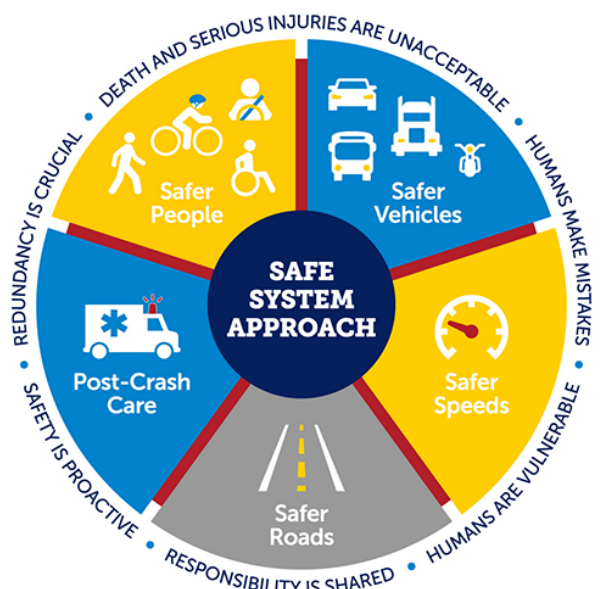 DEATH AND SERIOUS INJURIES ARE UNACCEPTABLE
HUMANS MAKE MISTAKES
HUMANS ARE VULNERABLE
RESPONSIBILITY IS SHARED
SAFETY IS PROACTIVE
REDUNDANCY IS CRUCIAL
Safer
People
Safer
Vehicles
SAFE
SYSTEM
APPROACH
Post-Crash
Care
Safer
Speeds
Safer
Roads